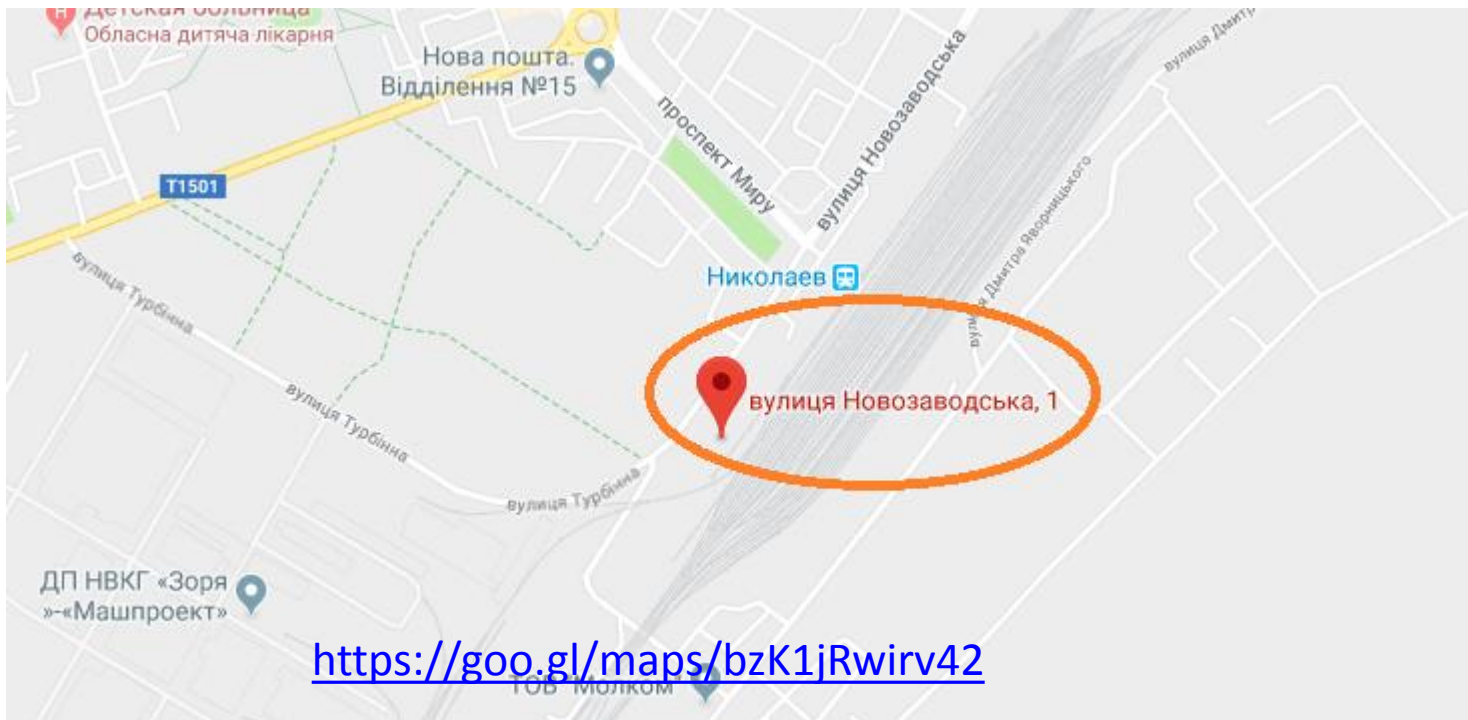 Детская больница
Обласна дитяча лікарня
Нова пошта.
Відділення №15
вулиця Дмитр
вулиця Новозаводська
проспект Миру
T1501
вулиця Дмитра Яворницького
вулиця Турбінна
Николаев
вулиця Новозаводська, 1
вулиця Турбінна
вулиця Турбінна
ДП НВКГ «Зоря
»-«Машпроект»
https://goo.gl/maps/bzK1jRwirv42
ТОВ "Молком"